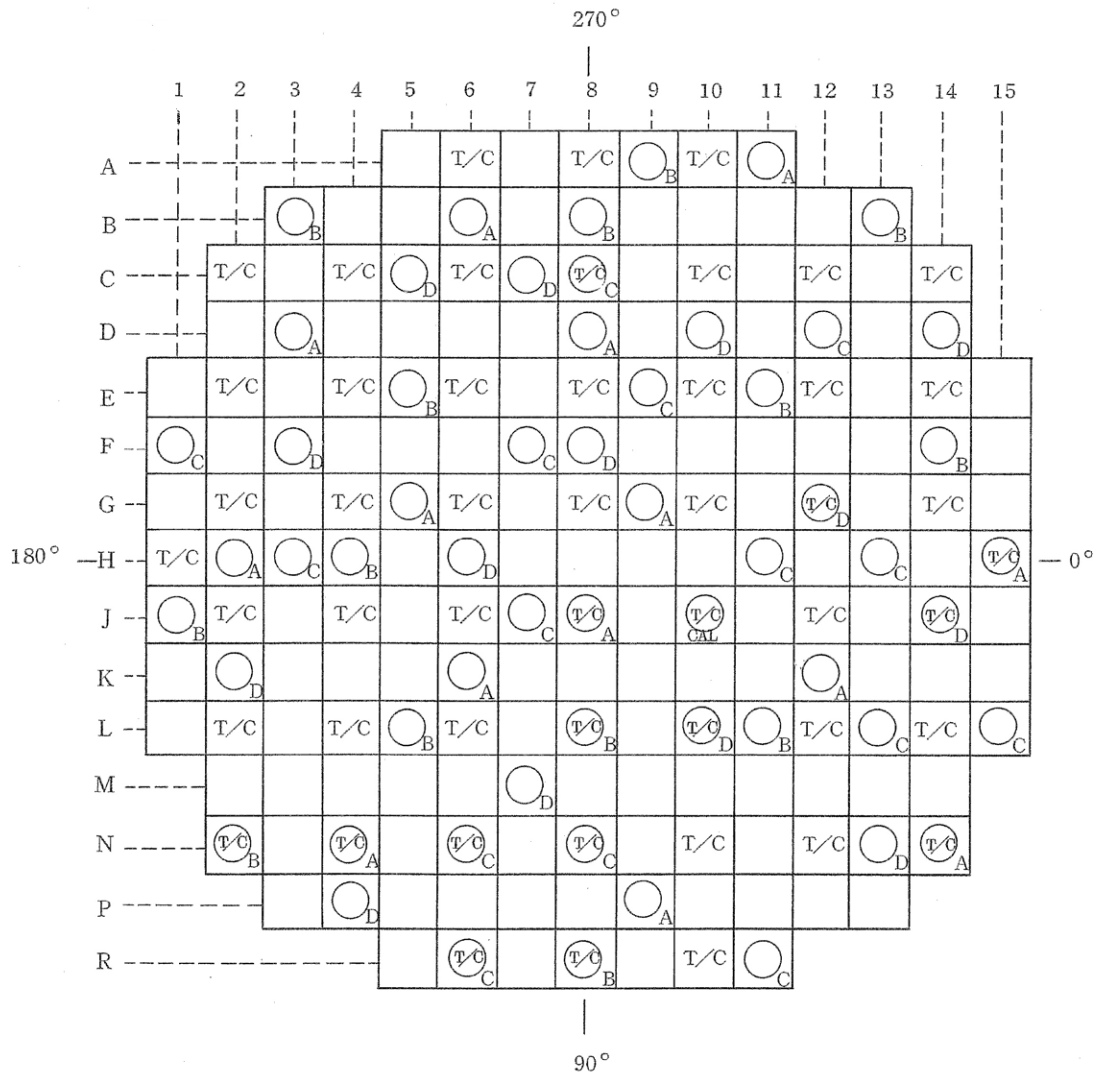 270°
1 2 3 4 5 6 7 8 9 10 11 12 13 14 15
A T/C T/C B T/C A
B B A B B
C T/C T/C D T/C D T/C C T/C T/C T/C
D A A D C D
E T/C T/C B T/C T/C C T/C B T/C T/C
F C D C D B
G T/C T/C A T/C T/C A T/C T/C D T/C
180° H T/C A C B D C C T/C A 0°
J B T/C T/C T/C C T/C A T/C CAL T/C T/C D
K D A A
L T/C T/C B T/C T/C B T/C D B T/C C T/C C
M D
N T/C B T/C A T/C C T/C C T/C T/C D T/C A
P D A
R T/C C T/C B T/C C
90°